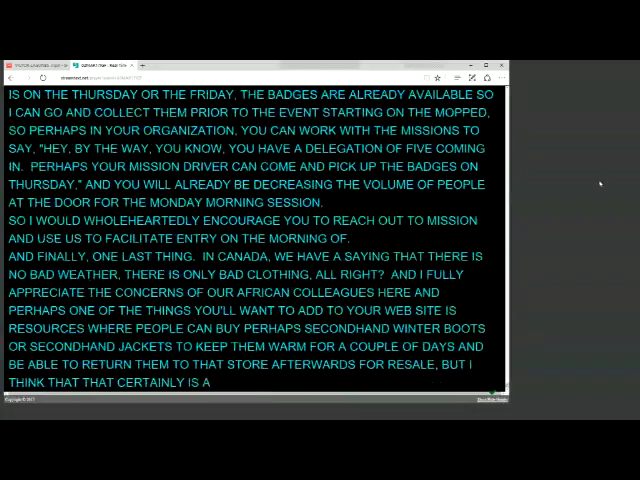 IS ON THE THURSDAY OR THE FRIDAY, THE BADGES ARE ALREADY AVAILABLE SO
I CAN GO AND COLLECT THEM PRIOR TO THE EVENT STARTING ON THE MOPPED,
SO PERHAPS IN YOUR ORGANIZATION, YOU CAN WORK WITH THE MISSIONS TO
SAY, "HEY, BY THE WAY, YOU KNOW, YOU HAVE A DELEGATION OF FIVE COMING
IN.  PERHAPS YOUR MISSION DRIVER CAN COME AND PICK UP THE BADGES ON
THURSDAY," AND YOU WILL ALREADY BE DECREASING THE VOLUME OF PEOPLE
AT THE DOOR FOR THE MONDAY MORNING SESSION.
SO I WOULD WHOLEHEARTEDLY ENCOURAGE YOU TO REACH OUT TO MISSION
AND USE US TO FACILITATE ENTRY ON THE MORNING OF.
AND FINALLY, ONE LAST THING.  IN CANADA, WE HAVE A SAYING THAT THERE IS
NO BAD WEATHER, THERE IS ONLY BAD CLOTHING, ALL RIGHT?  AND I FULLY
APPRECIATE THE CONCERNS OF OUR AFRICAN COLLEAGUES HERE AND
PERHAPS ONE OF THE THINGS YOU'LL WANT TO ADD TO YOUR WEB SITE IS
RESOURCES WHERE PEOPLE CAN BUY PERHAPS SECONDHAND WINTER BOOTS
OR SECONDHAND JACKETS TO KEEP THEM WARM FOR A COUPLE OF DAYS AND
BE ABLE TO RETURN THEM TO THAT STORE AFTERWARDS FOR RESALE, BUT I
THINK THAT THAT CERTAINLY IS A